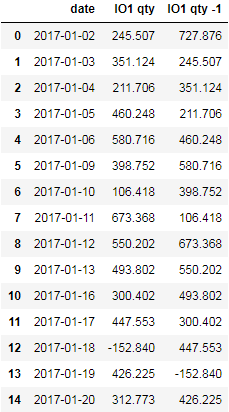 date IO1 qty IO1 qty -1
0 2017-01-02 245.507 727.876
1 2017-01-03 351.124 245.507
2 2017-01-04 211.706 351.124
3 2017-01-05 460.248 211.706
4 2017-01-06 580.716 460.248
5 2017-01-09 398.752 580.716
6 2017-01-10 106.418 398.752
7 2017-01-11 673.368 106.418
8 2017-01-12 550.202 673.368
9 2017-01-13 493.802 550.202
10 2017-01-16 300.402 493.802
11 2017-01-17 447.553 300.402
12 2017-01-18 -152.840 447.553
13 2017-01-19 426.225 -152.840
14 2017-01-20 312.773 426.225